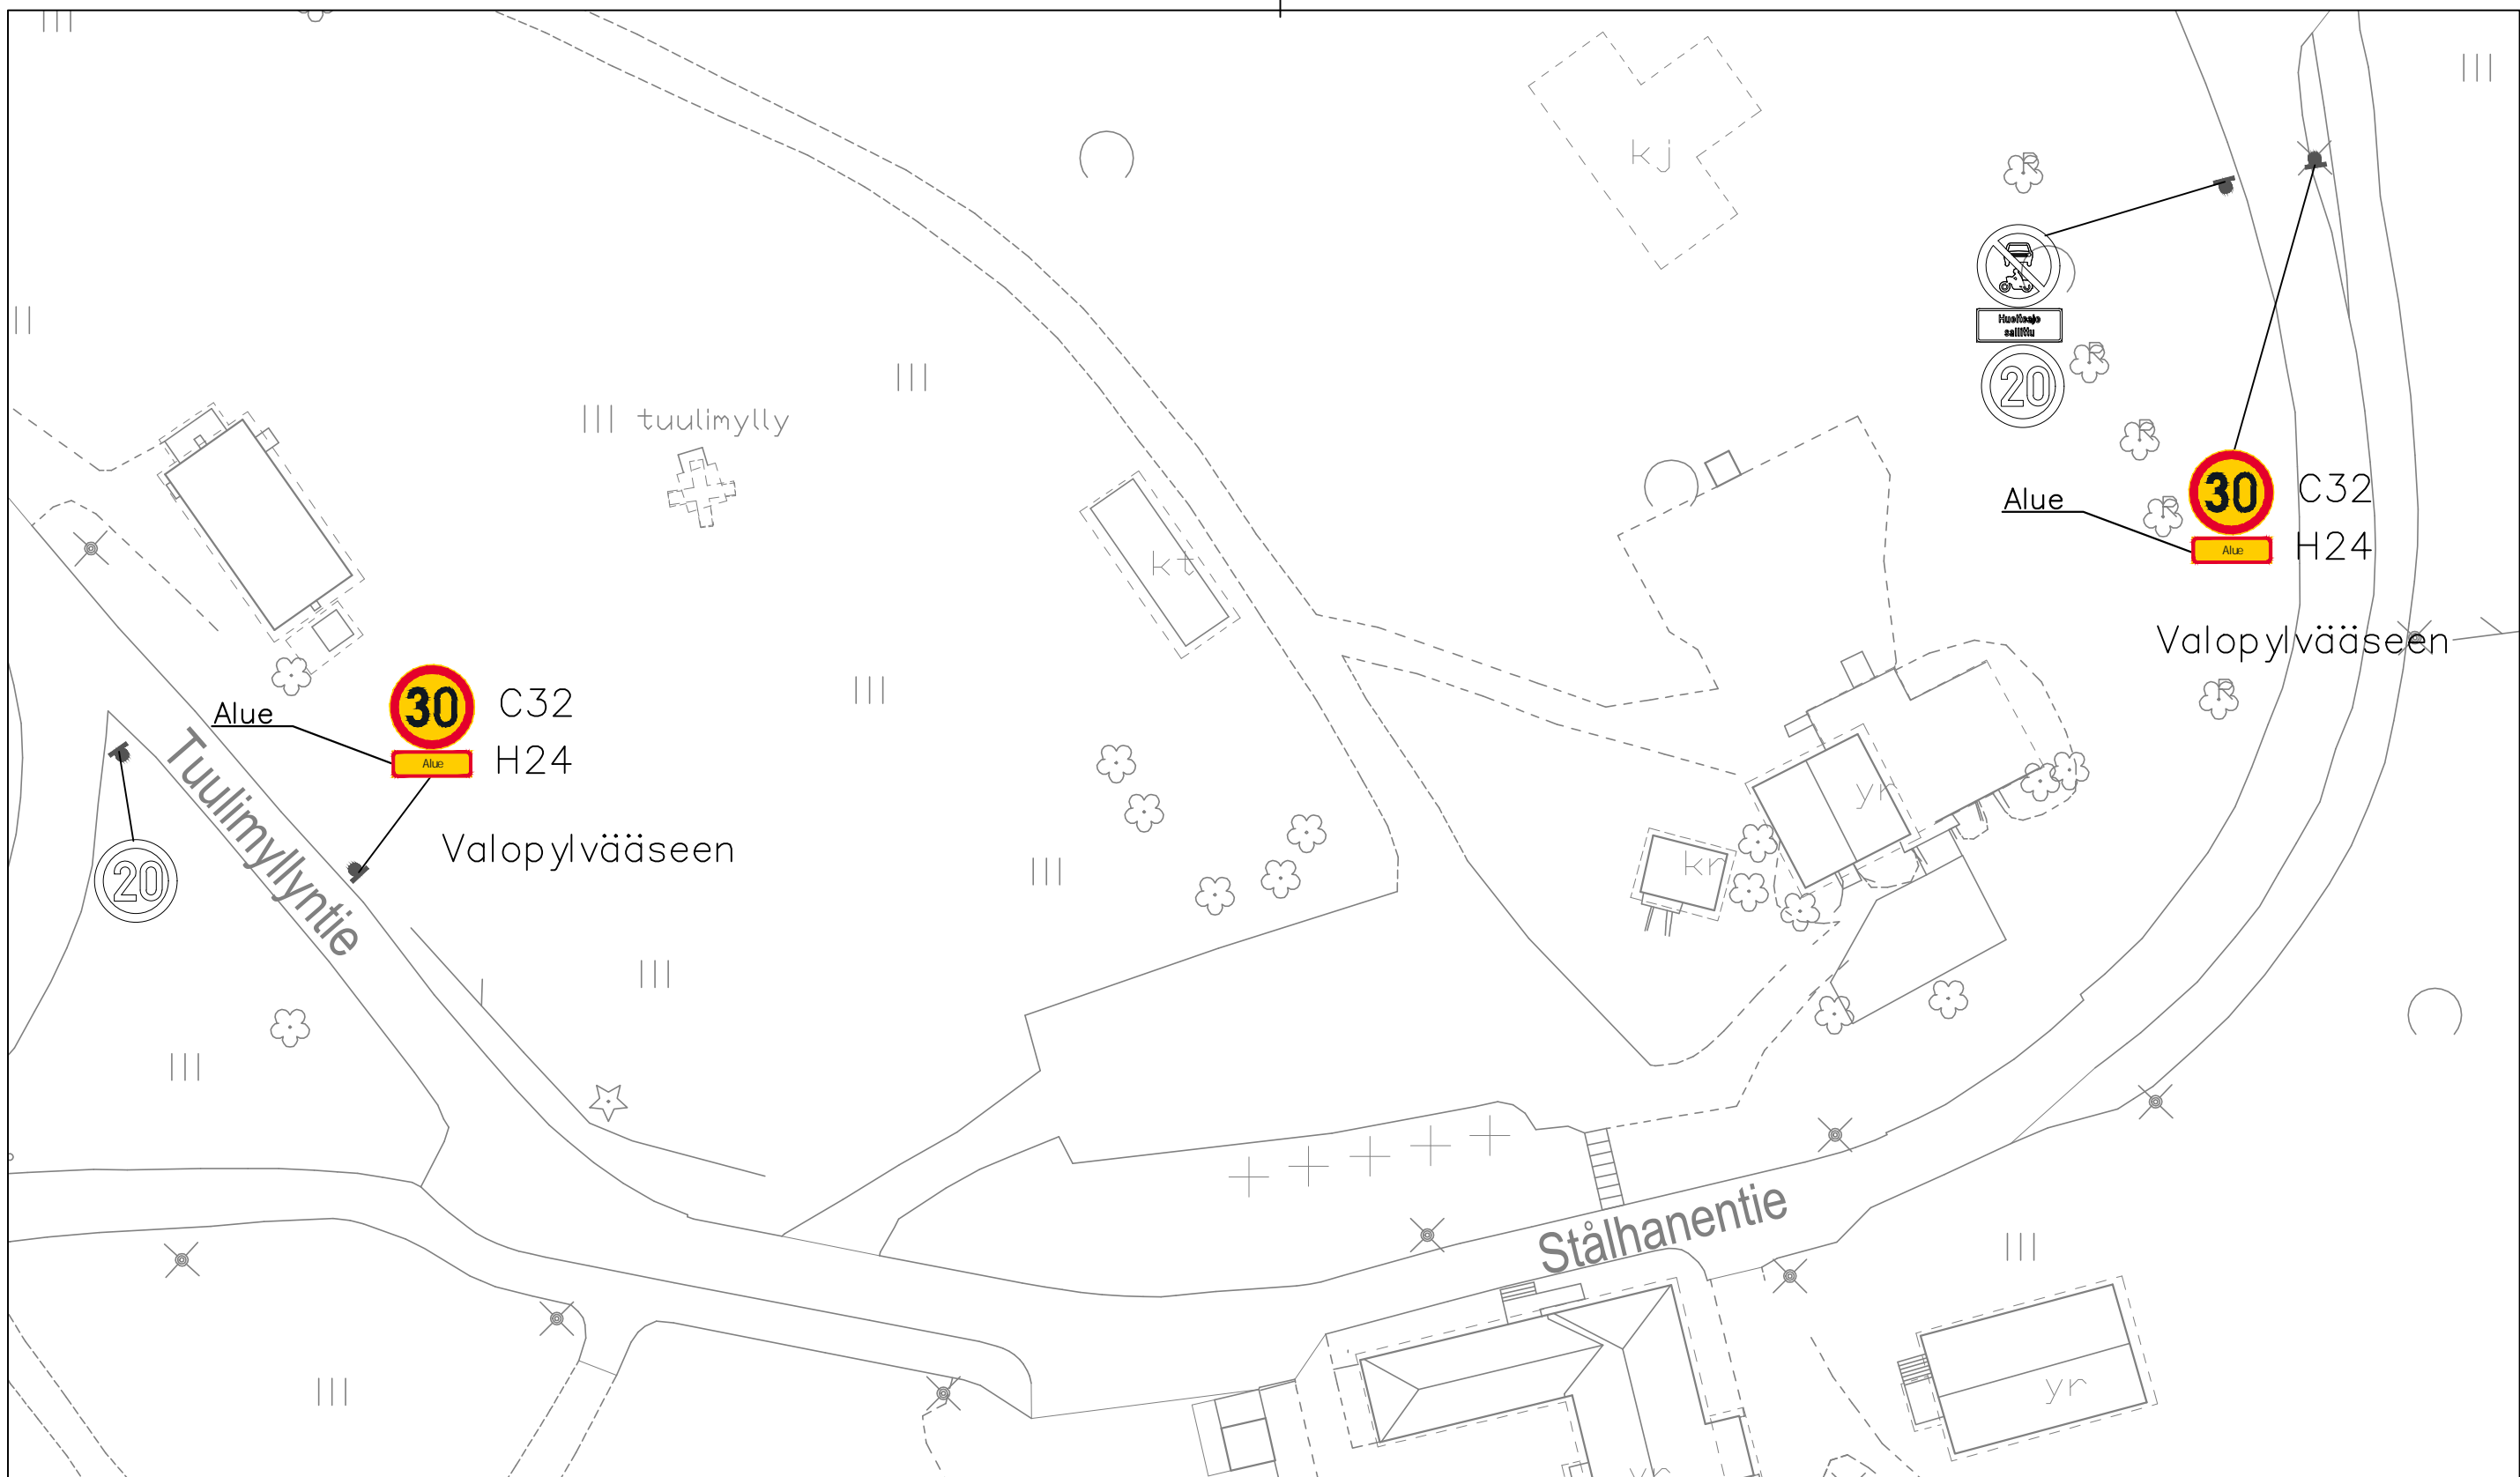 kj
R
Huoltoajo
sallittu
20
R
tuulimylly
R
Alue
30
C32
R
Alue
H24
kt
Valopylvääseen
R
30
C32
Alue
Alue
H24
Tuulimyllyntie
Valopylvääseen
20
yr
kr
Stålhanentie
yr
yr